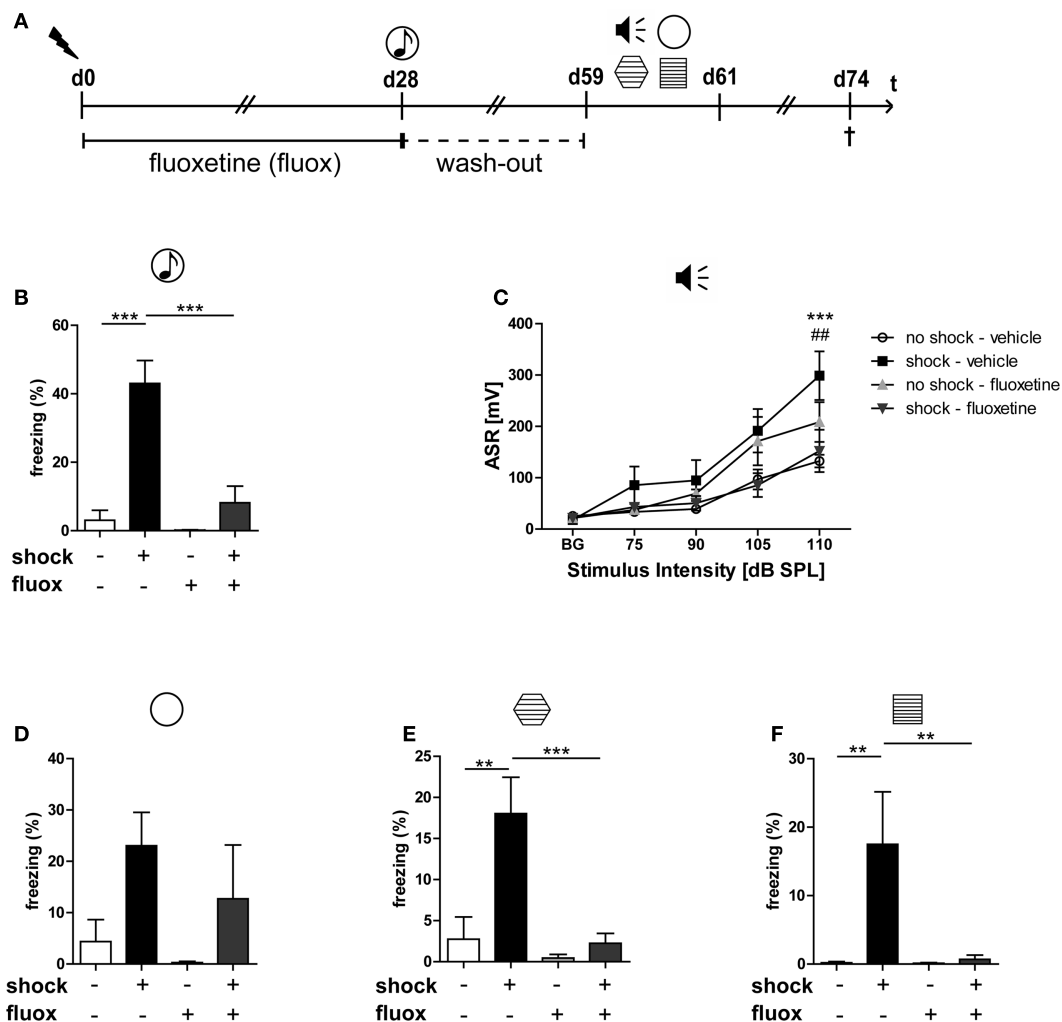 A
d0 d28 d59 d61 d74 t
fluoxetine (fluox) wash-out
†
B
*** ***
60
40
20
0
freezing (%)
shock - + - +
fluox - - + +
C
***
##
400
300
200
100
0
ASR [mV]
BG 75 90 105 110
Stimulus Intensity [dB SPL]
no shock - vehicle
shock - vehicle
no shock - fluoxetine
shock - fluoxetine
D
40
30
20
10
0
freezing (%)
shock - + - +
fluox - - + +
E
** ***
25
20
15
10
5
0
freezing (%)
shock - + - +
fluox - - + +
F
** **
30
20
10
0
freezing (%)
shock - + - +
fluox - - + +